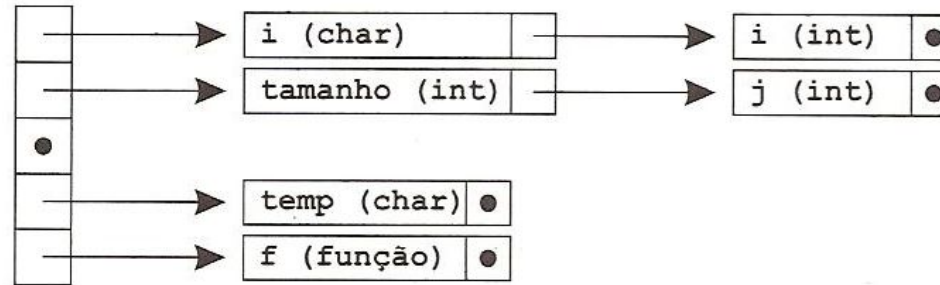 i (char) i (int)
tamanho (int) j (int)
temp (char)
f (função)